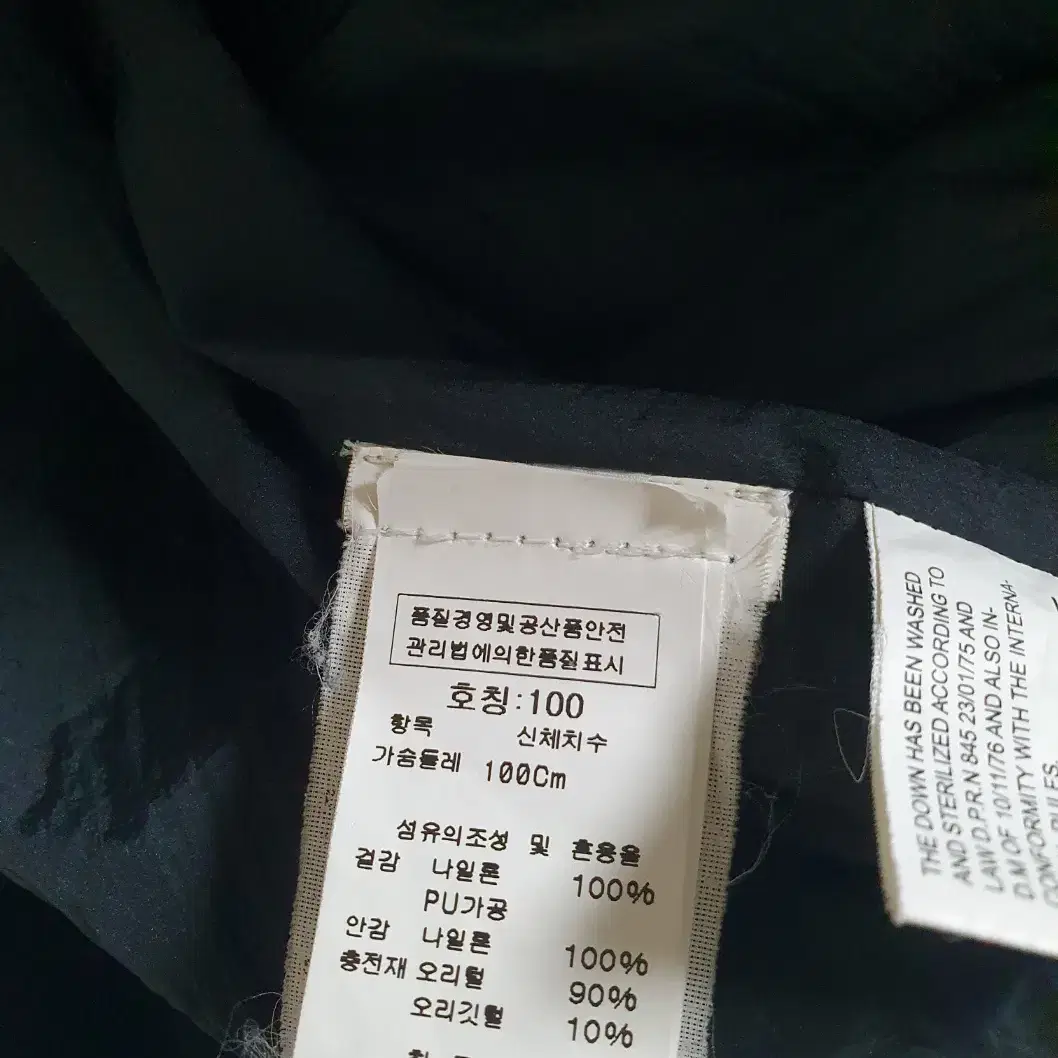 품질경영및공산품안전
관리법에의한품질표시
호칭:100
항목 신체치수
가슴둘레 100Cm
섬유의조성 및 혼용율
겉감 나일론 100%
PU가공
안감 나일론 100%
충전재 오리털 90%
오리깃털 10%
THE DOWN HAS BEEN WASHED
AND STERILIZED ACCORDING TO
LAW D.P.R.N 845 23/01/75 AND
D.M OF 10/11/76 AND ALSO IN-
CONFORMITY WITH THE INTERNA-